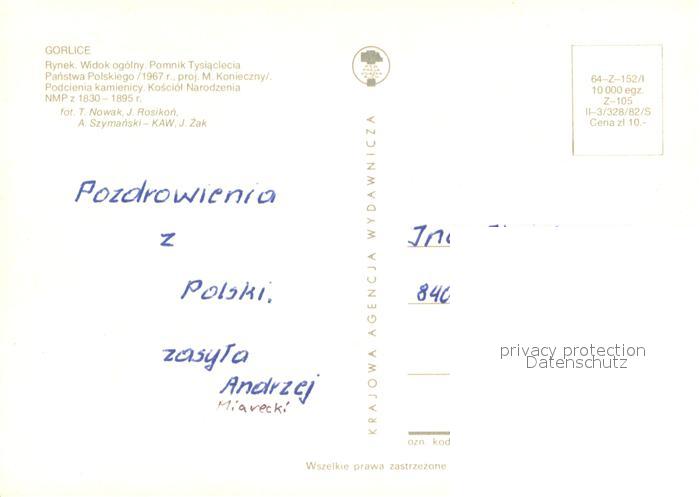 GORLICE
Rynek. Widok ogólny. Pomnik Tysiąclecia
Państwa Polskiego /1967 r., proj. M. Konieczny/.
Podcienia kamienicy. Kościół Narodzenia
NMP z 1830 – 1895 r.
fot. T. Nowak, J. Rosikoń,
A. Szymański – KAW, J. Żak
64–Z–152/I
10 000 egz.
Z–105
II–3/328/82/S
Cena zł 10.–
Pozdrowienia
z
Polski.
zasyła
Andrzej
Miarecki
KRAJOWA AGENCJA WYDAWNICZA
840
privacy protection
Datenschutz
ozn. kod
Wszelkie prawa zastrzeżone